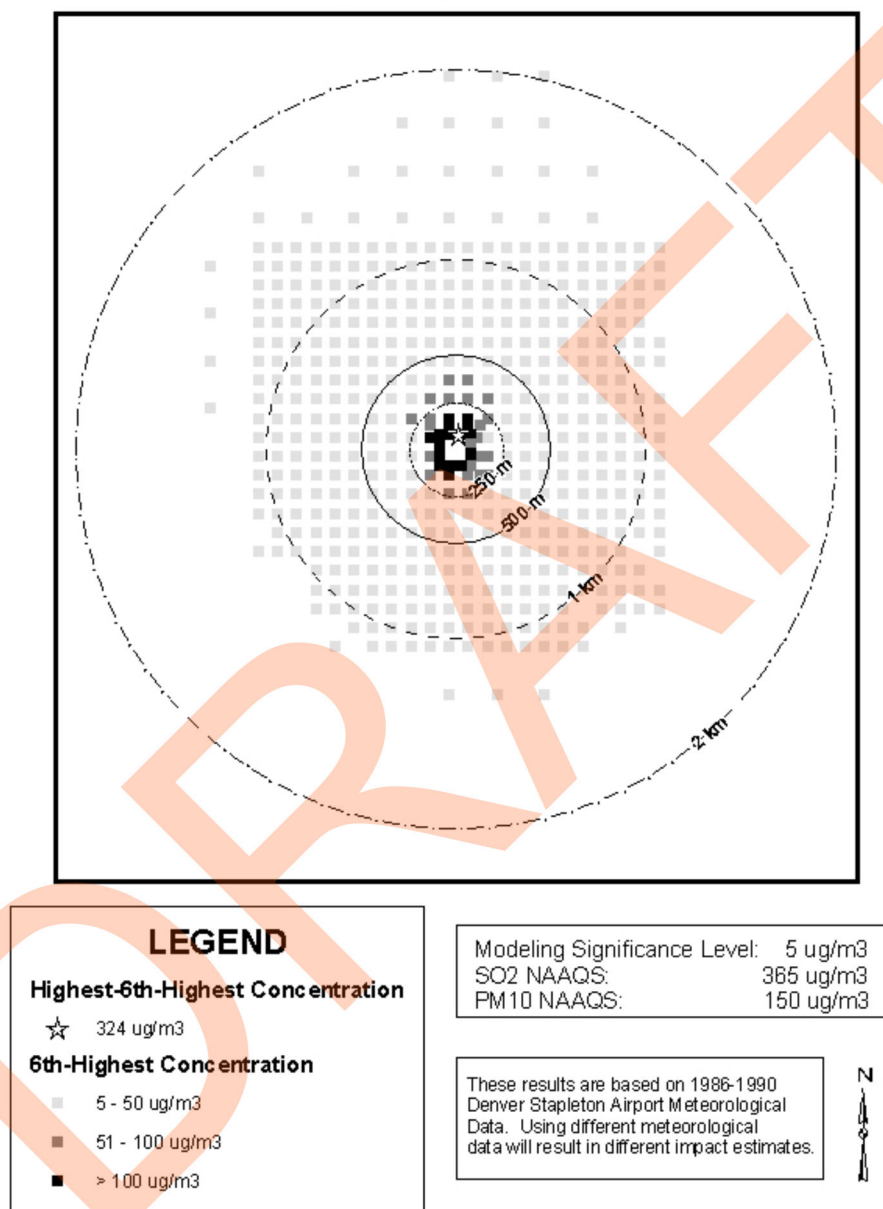 250-m
500-m
1-km
2-km
LEGEND
Highest-6th-Highest Concentration
324 ug/m3
6th-Highest Concentration
5 - 50 ug/m3
51 - 100 ug/m3
> 100 ug/m3
Modeling Significance Level: 5 ug/m3
SO2 NAAQS: 365 ug/m3
PM10 NAAQS: 150 ug/m3
These results are based on 1986-1990
Denver Stapleton Airport Meteorological
Data. Using different meteorological
data will result in different impact estimates.
N
DRAFT